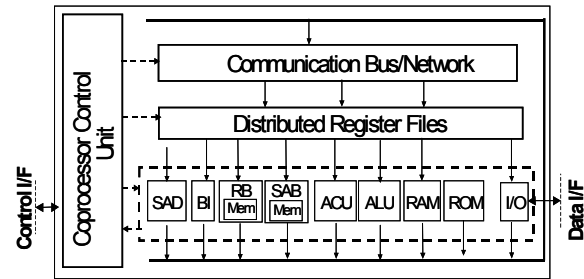 Communication Bus/Network
Distributed Register Files
Coprocessor Control
Unit
Control I/F
SAD
BI
RB
Mem
SAB
Mem
ACU
ALU
RAM
ROM
I/O
Data I/F